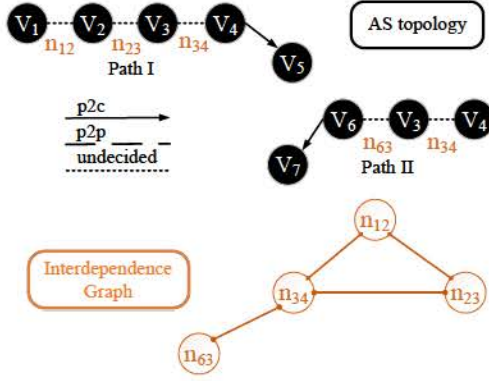 V1 V2 V3 V4
AS topology
n12 n23 n34
V5
Path I
p2c
p2p
undecided
V6 V3 V4
n63 n34
V7
Path II
n12
Interdependence
Graph
n34
n23
n63